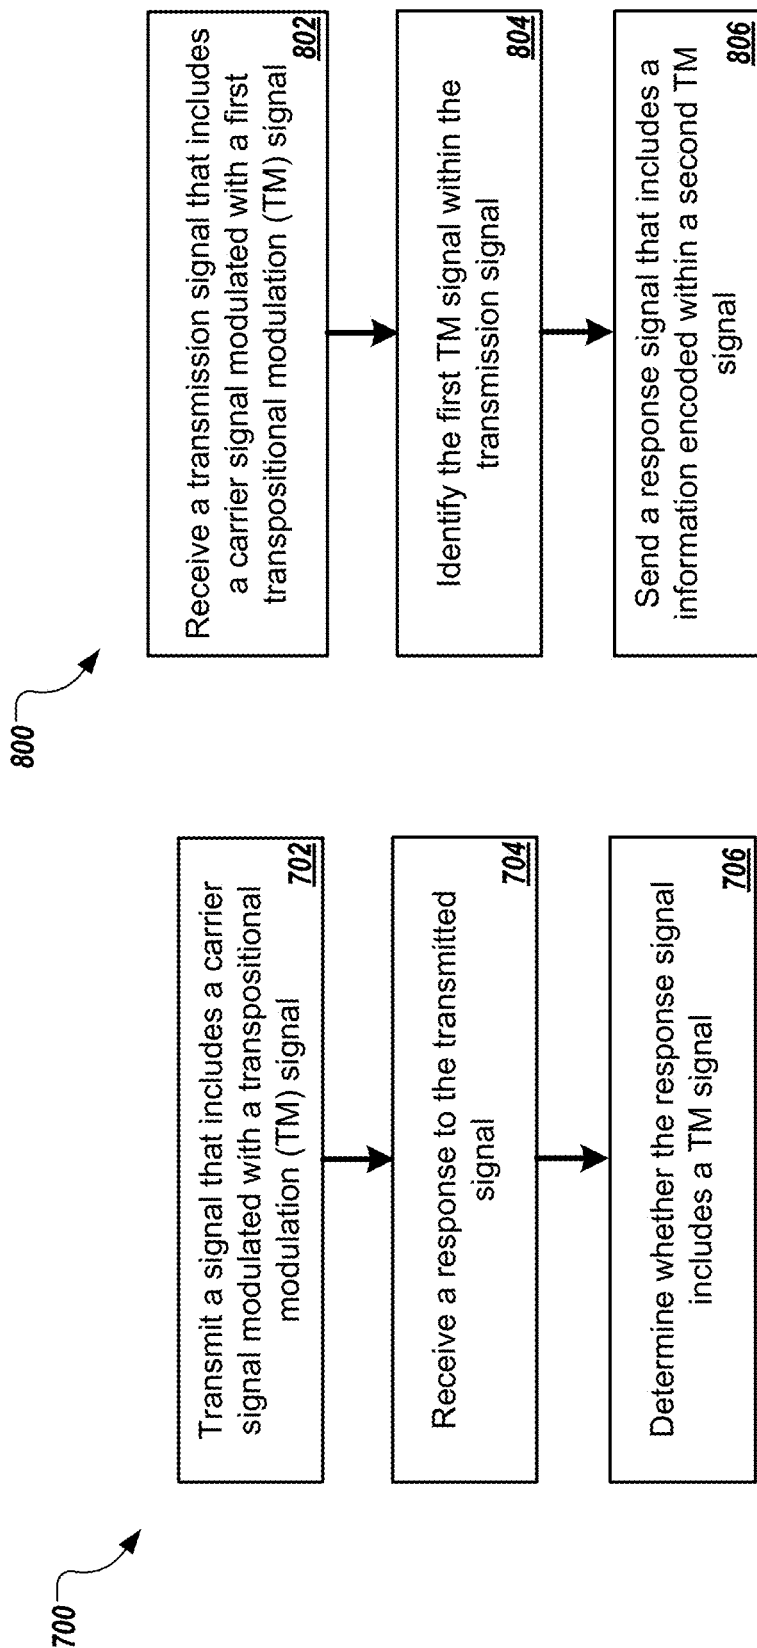 700
Transmit a signal that includes a carrier
signal modulated with a transpositional
modulation (TM) signal
702
Receive a response to the transmitted
signal
704
Determine whether the response signal
includes a TM signal
706
800
Receive a transmission signal that includes
a carrier signal modulated with a first
transpositional modulation (TM) signal
802
Identify the first TM signal within the
transmission signal
804
Send a response signal that includes a
information encoded within a second TM
signal
806